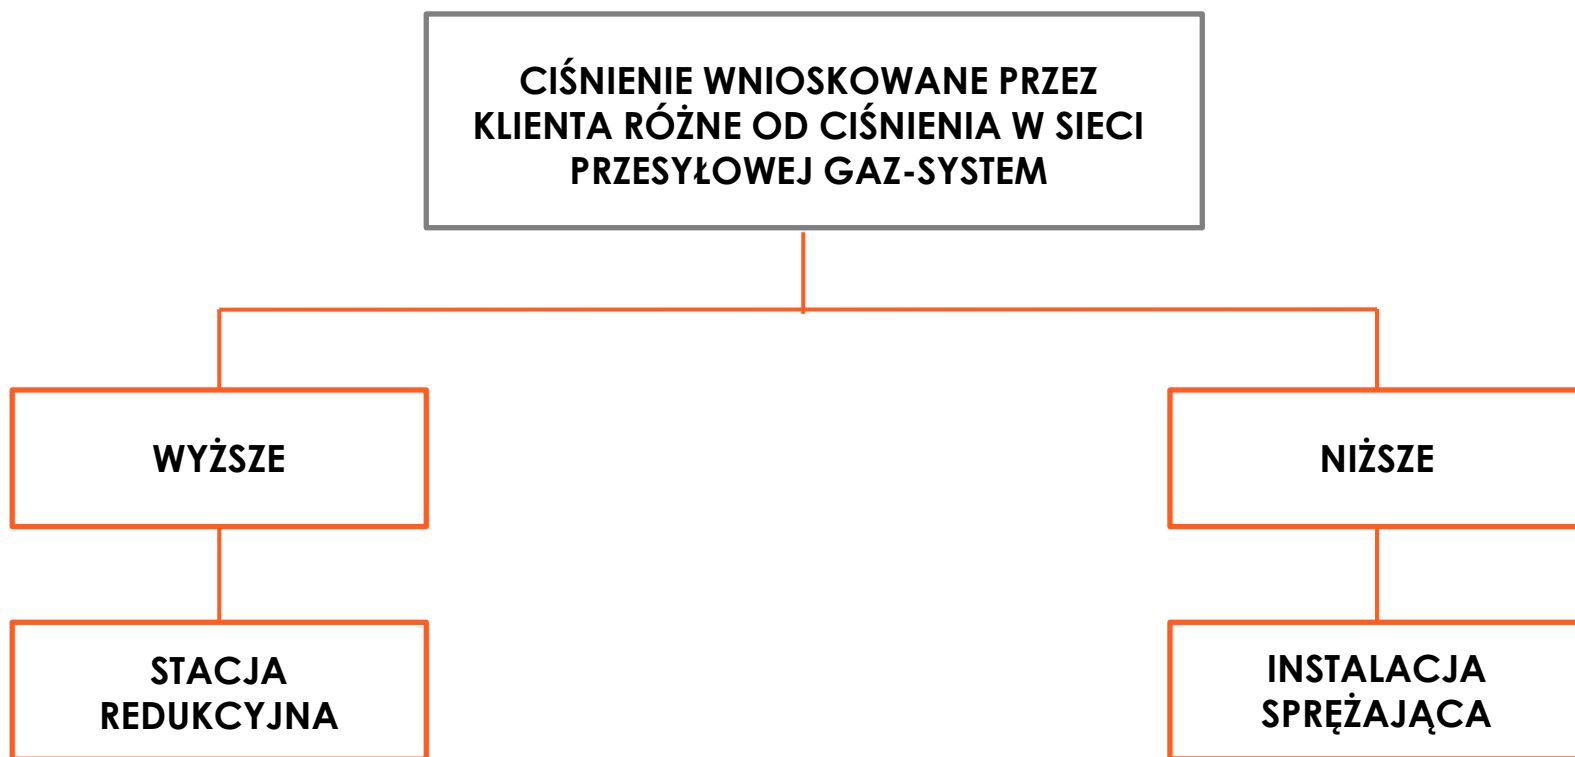 CIŚNIENIE WNIOSKOWANE PRZEZ
KLIENTA RÓŻNE OD CIŚNIENIA W SIECI
PRZESYŁOWEJ GAZ-SYSTEM
WYŻSZE
NIŻSZE
STACJA
REDUKCYJNA
INSTALACJA
SPRĘŻAJĄCA